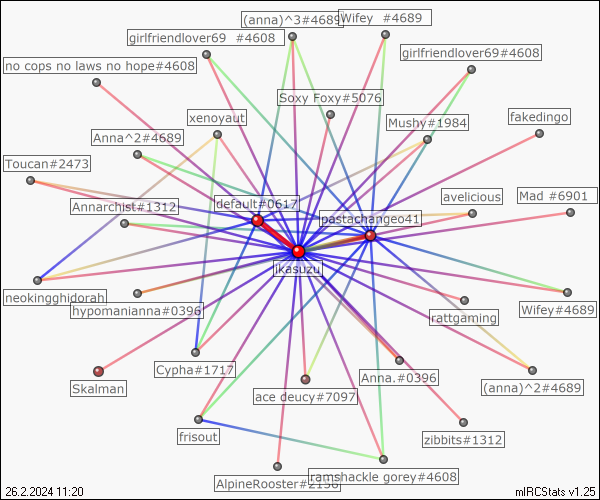 (anna)^3#4689
Wifey #4689
girlfriendlover69 #4608
girlfriendlover69#4608
no cops no laws no hope#4608
Soxy Foxy#5076
xenoyaut
Mushy#1984
fakedingo
Anna^2#4689
Toucan#2473
avelicious
Mad #6901
Annarchist#1312
default#0617
pastachangeo41
jkasuzu
neokingghidorah
hypomanianna#0396
rattgaming
Wifey#4689
Cypha#1717
Skalman
Anna.#0396
(anna)^2#4689
ace deucy#7097
frisout
zibbits#1312
ramshackle gorey#4608
AlpineRooster#2156
26.2.2024 11:20
mIRCStats v1.25